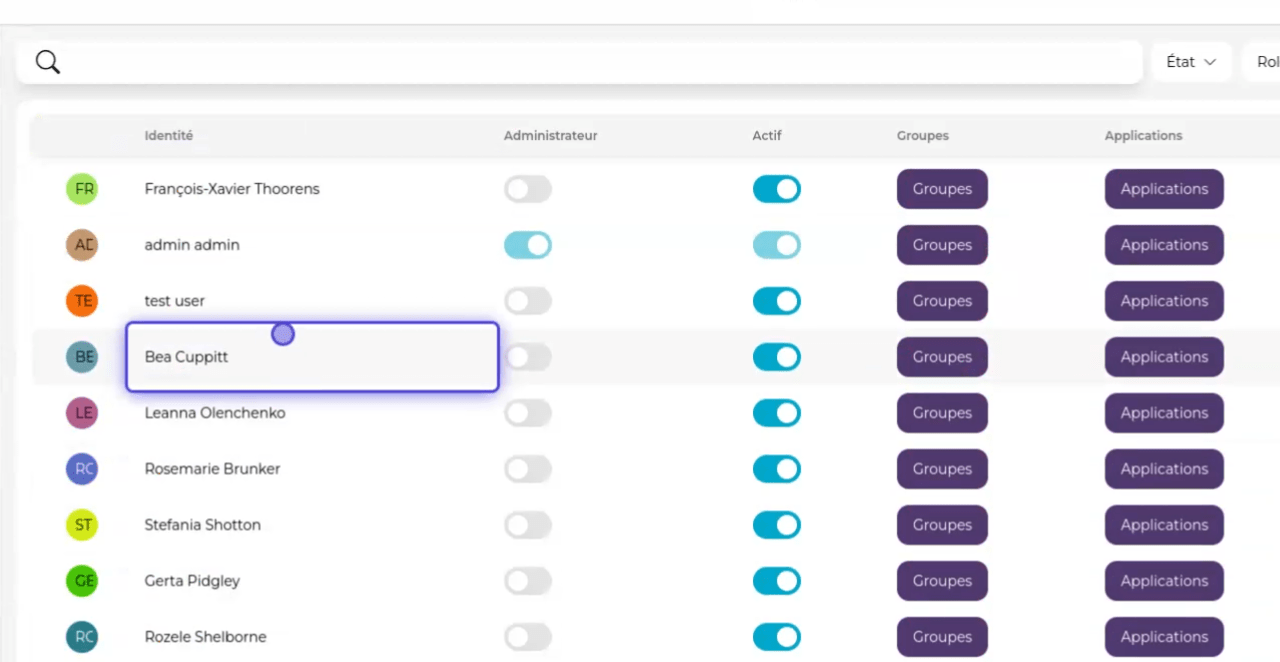 État Rol
Identité Administrateur Actif Groupes Applications
FR François-Xavier Thoorens Groupes Applications
AD admin admin Groupes Applications
TE test user Groupes Applications
BE Bea Cuppitt Groupes Applications
LE Leanna Olenchenko Groupes Applications
RO Rosemarie Brunker Groupes Applications
ST Stefania Shotton Groupes Applications
GE Gerta Pidgley Groupes Applications
RO Rozele Shelborne Groupes Applications